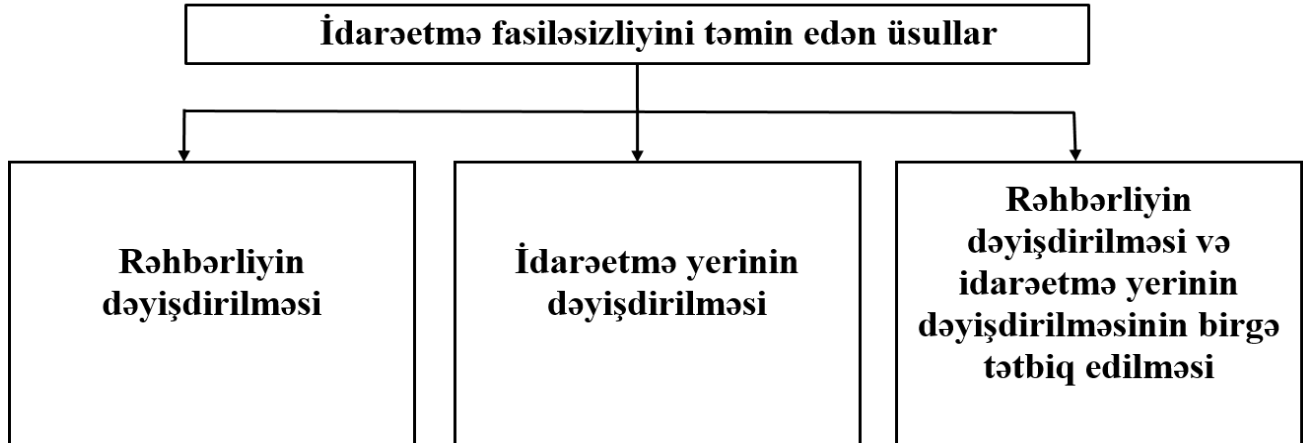 İdarəetmə fasiləsizliyini təmin edən üsullar
Rəhbərliyin
dəyişdirilməsi
İdarəetmə yerinin
dəyişdirilməsi
Rəhbərliyin
dəyişdirilməsi və
idarəetmə yerinin
dəyişdirilməsinin birgə
tətbiq edilməsi